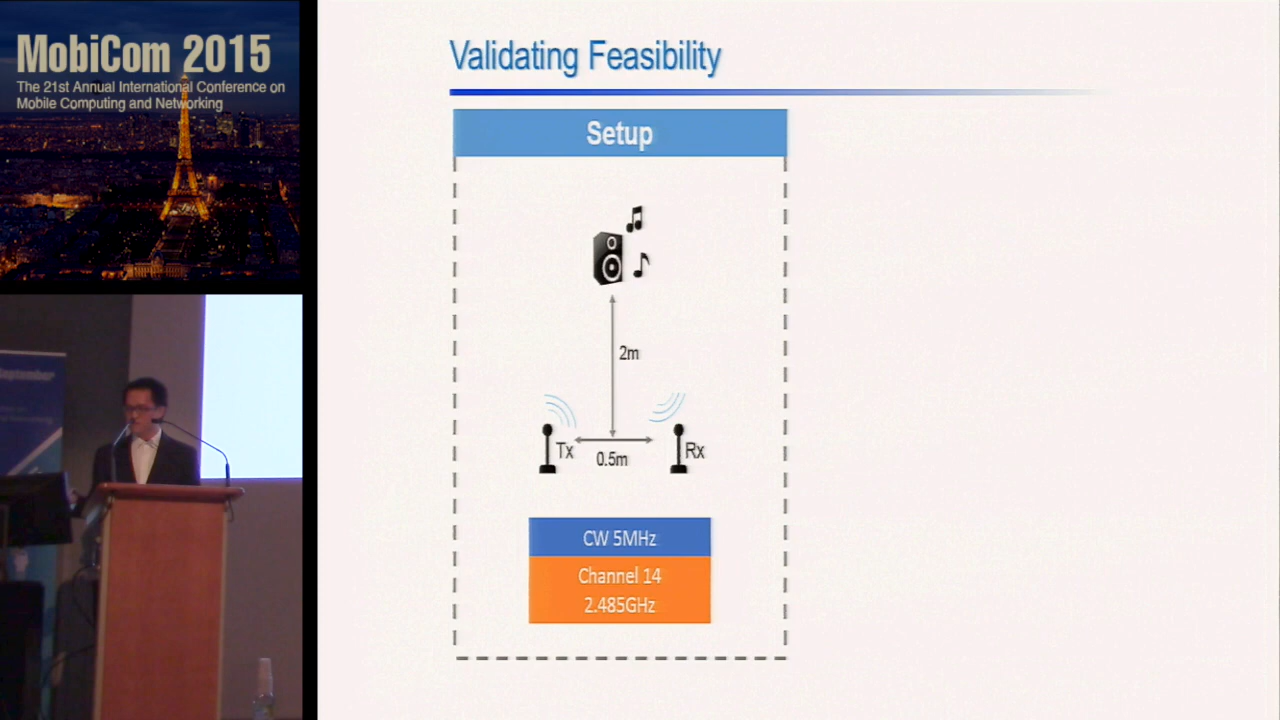 MobiCom 2015
The 21st Annual International Conference on
Mobile Computing and Networking
September
Validating Feasibility
Setup
2m
Tx
0.5m
Rx
CW 5MHz
Channel 14
2.485GHz